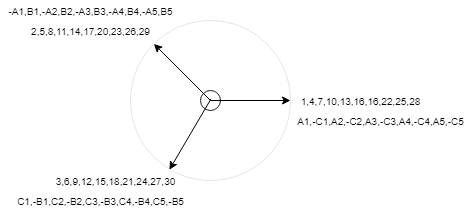 -A1,B1,-A2,B2,-A3,B3,-A4,B4,-A5,B5
2,5,8,11,14,17,20,23,26,29
1,4,7,10,13,16,16,22,25,28
A1,-C1,A2,-C2,A3,-C3,A4,-C4,A5,-C5
3,6,9,12,15,18,21,24,27,30
C1,-B1,C2,-B2,C3,-B3,C4,-B4,C5,-B5